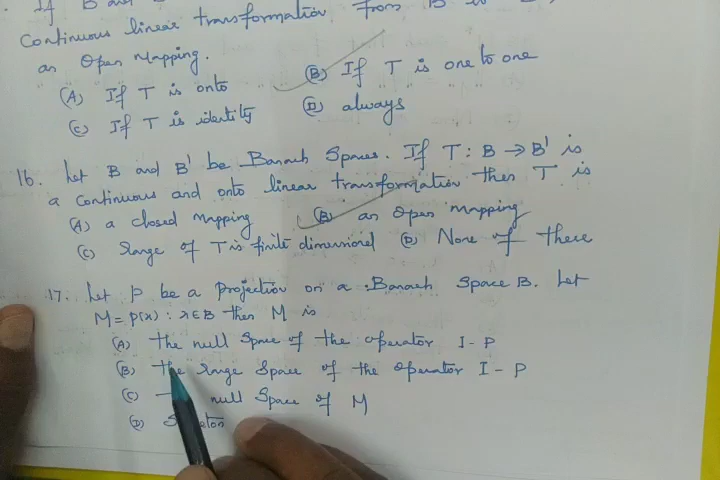 If B and
Continuous linear transformation from B
an Open Mapping.
(A) If T is onto (B) If T is one to one
(C) If T is identity (D) always
16. Let B and B' be Banach Spaces. If T : B → B' is
a Continuous and onto linear transformation then T is
(A) a closed Mapping (B) an open mapping
(C) Range of T is finite dimensional (D) None of these
17. Let P be a projection on a Banach Space B. Let
M = P(x) : x ∈ B then M is
(A) the null Space of the operator I - P
(B) the range Space of the operator I - P
(C) null Space of M
(D)